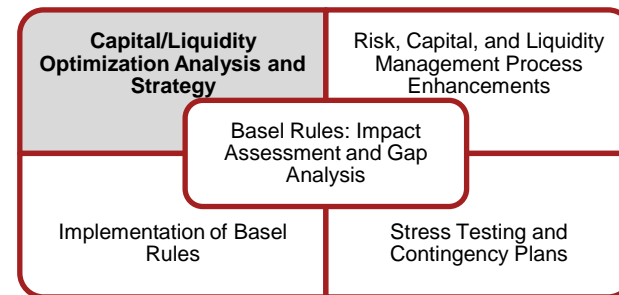 Capital/Liquidity
Optimization Analysis and
Strategy
Risk, Capital, and Liquidity
Management Process
Enhancements
Basel Rules: Impact
Assessment and Gap
Analysis
Implementation of Basel
Rules
Stress Testing and
Contingency Plans